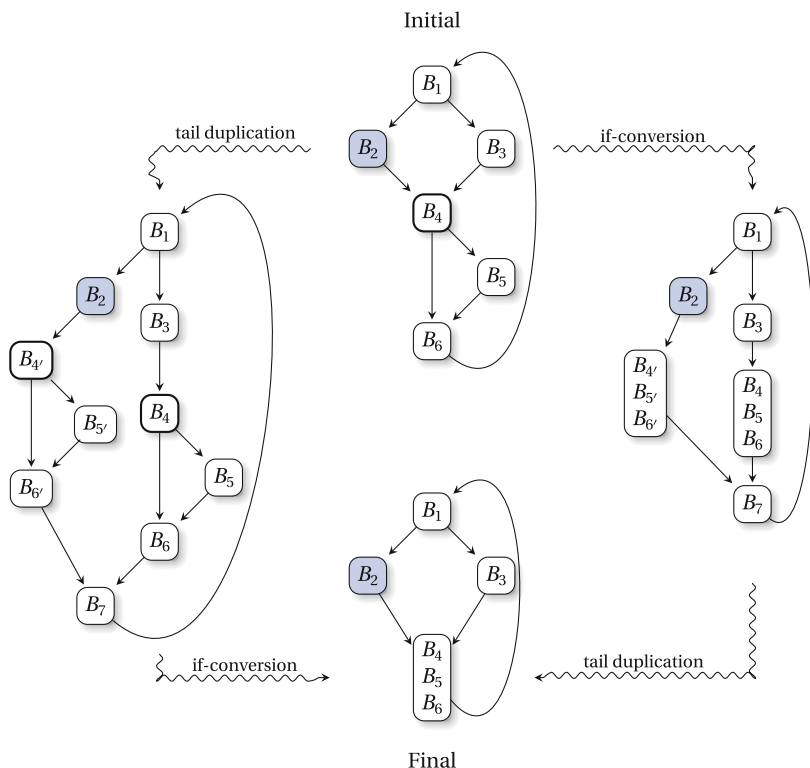 Initial
B1
B2
B3
B4
B5
B6
tail duplication
if-conversion
B1
B2
B3
B4′
B5′
B4
B6′
B5
B6
B7
B1
B2
B3
B4′
B5′
B6′
B4
B5
B6
B7
B1
B2
B3
B4
B5
B6
if-conversion
tail duplication
Final